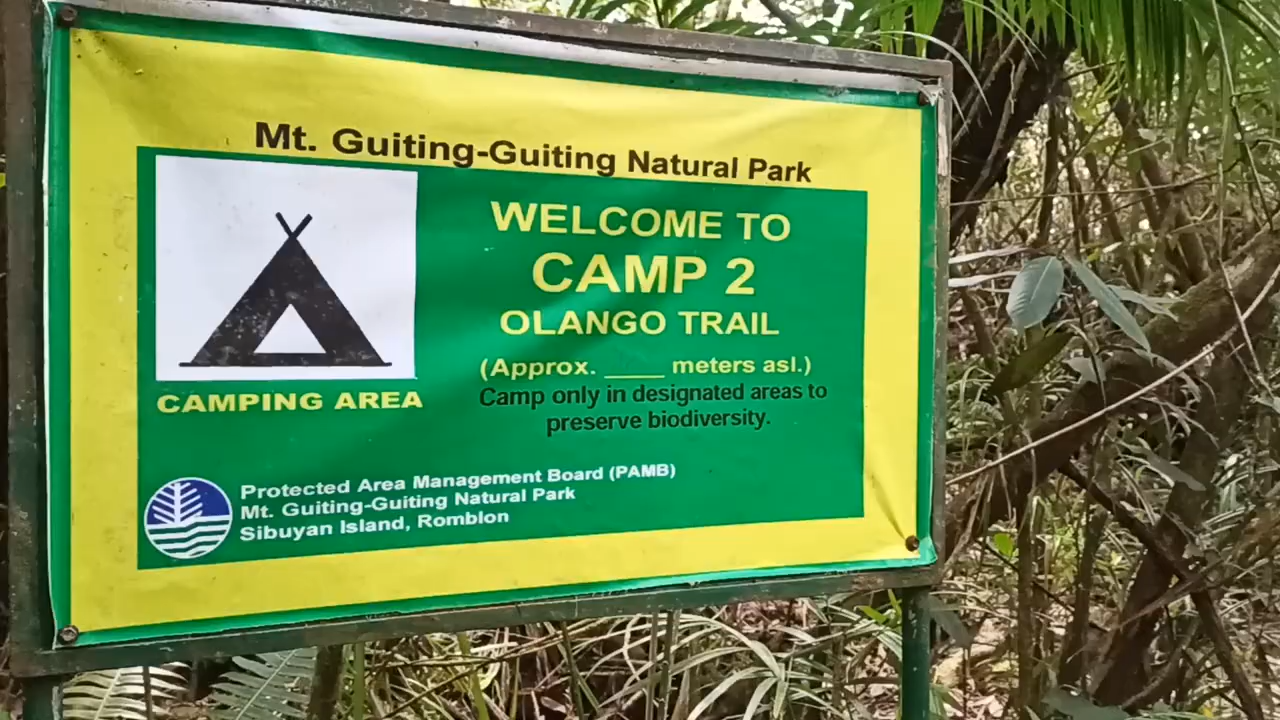 Mt. Guiting-Guiting Natural Park
WELCOME TO
CAMP 2
OLANGO TRAIL
(Approx. _____ meters asl.)
Camp only in designated areas to
preserve biodiversity.
CAMPING AREA
Protected Area Management Board (PAMB)
Mt. Guiting-Guiting Natural Park
Sibuyan Island, Romblon